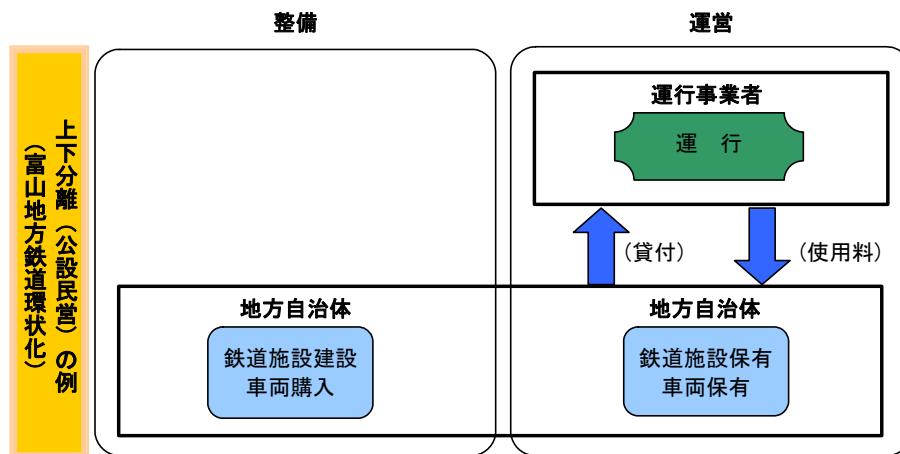 整備
運営
上下分離（公設民営）の例
（富山地方鉄道環状化）
運行事業者
運 行
（貸付）
（使用料）
地方自治体
鉄道施設建設
車両購入
地方自治体
鉄道施設保有
車両保有